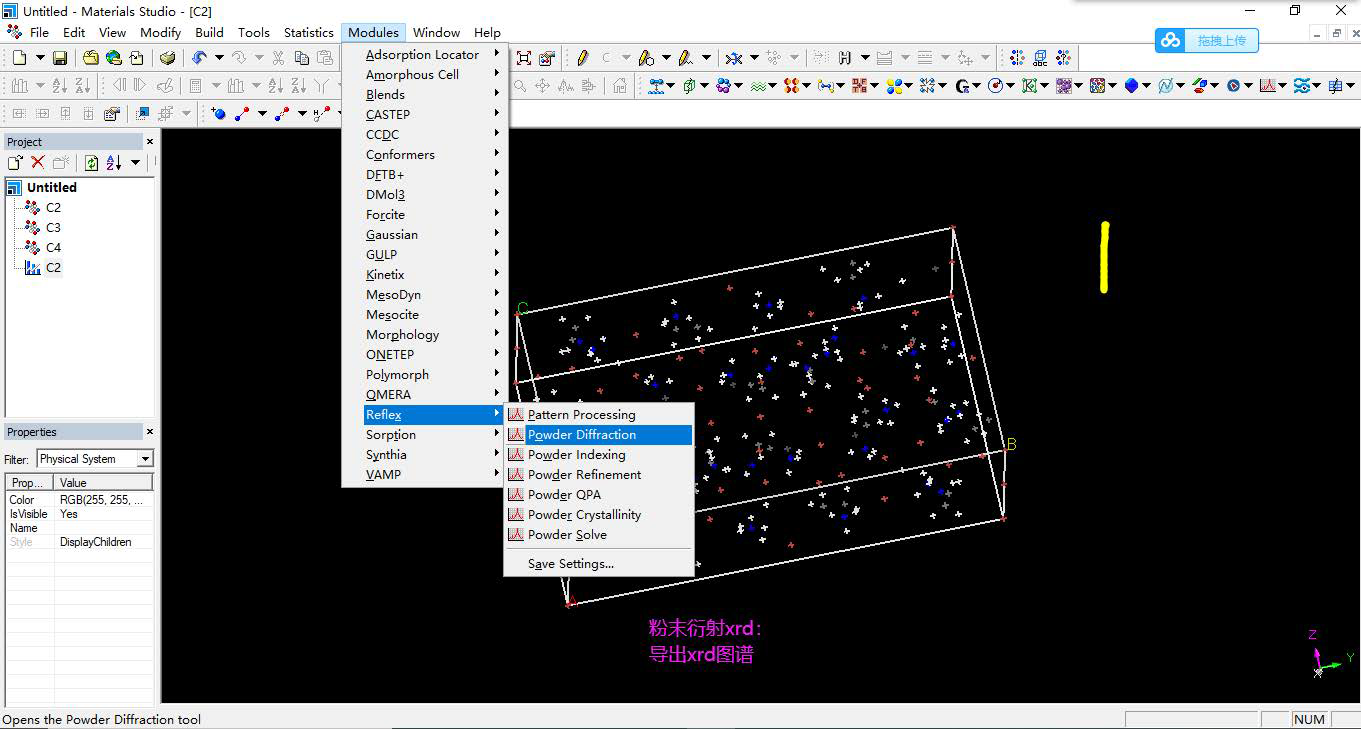 Untitled - Materials Studio - [C2]
File Edit View Modify Build Tools Statistics Modules Window Help
拖拽上传
Adsorption Locator
Amorphous Cell
Blends
CASTEP
CCDC
Conformers
DFTB+
DMol3
Forcite
Gaussian
GULP
Kinetix
MesoDyn
Mesocite
Morphology
ONETEP
Polymorph
QMERA
Reflex
Sorption
Synthia
VAMP
Pattern Processing
Powder Diffraction
Powder Indexing
Powder Refinement
Powder QPA
Powder Crystallinity
Powder Solve
Save Settings...
Project
Untitled
C2
C3
C4
C2
Properties
Filter: Physical System
Prop... Value
Color RGB(255, 255, ...
IsVisible Yes
Name
Style DisplayChildren
C
B
A
粉末衍射xrd：
导出xrd图谱
Z
Y
X
Opens the Powder Diffraction tool
NUM